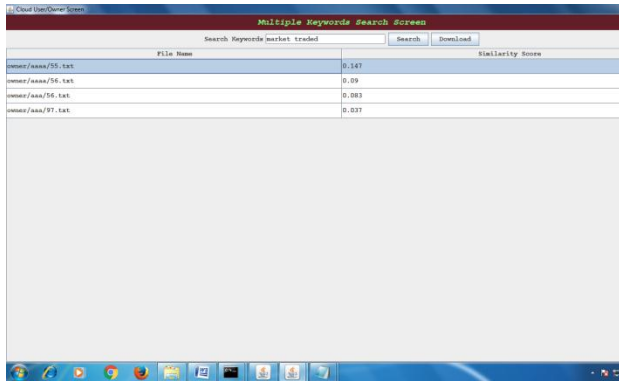 Cloud User/Owner Screen
Multiple Keywords Search Screen
Search Keywords market traded Search Download
File Name Similarity Score
owner/aaaa/55.txt 0.147
owner/aaaa/56.txt 0.09
owner/aaa/56.txt 0.083
owner/aaa/97.txt 0.037